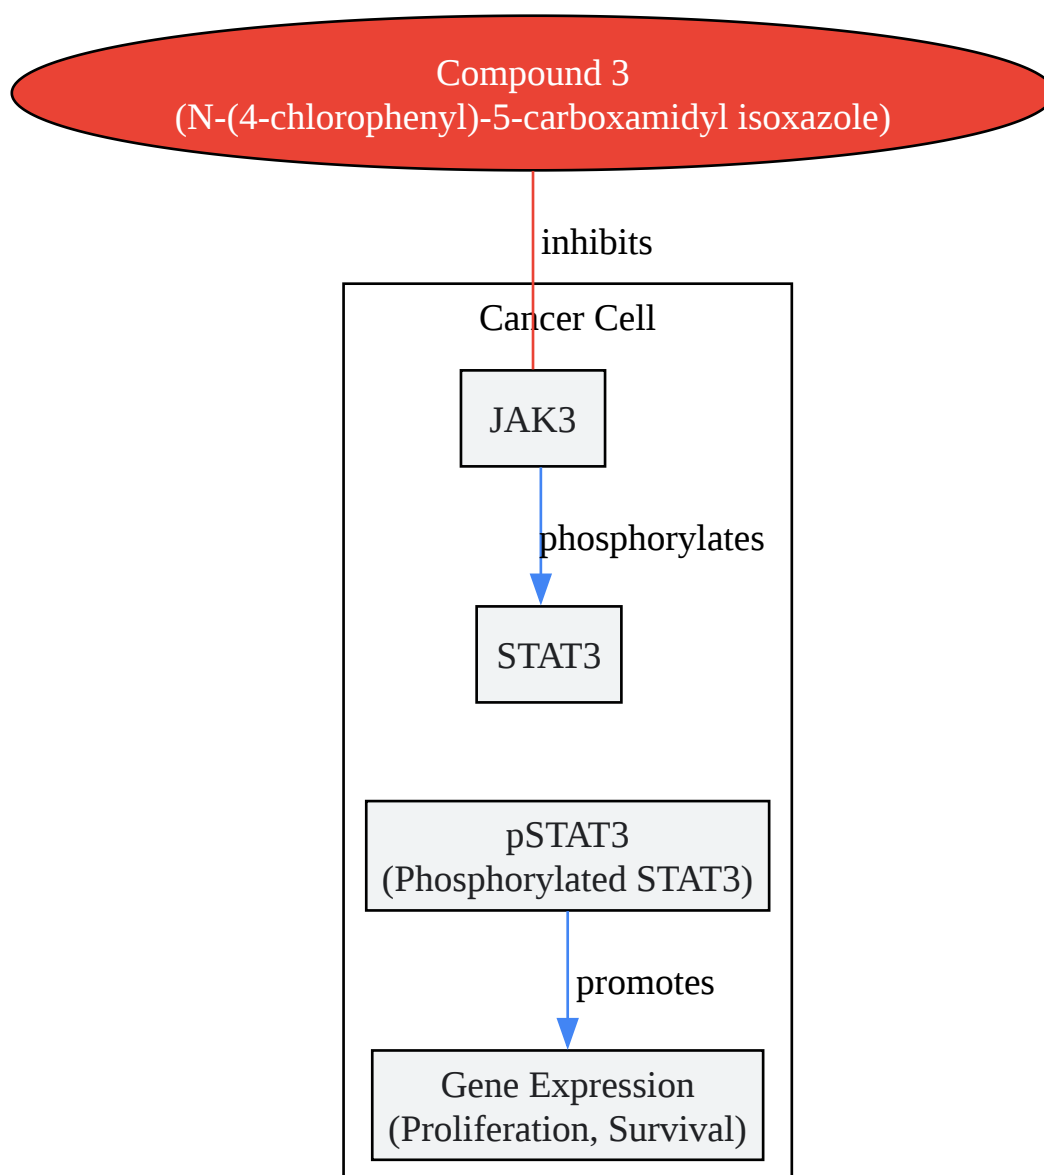 Compound 3
(N-(4-chlorophenyl)-5-carboxamidyl isoxazole)
inhibits
Cancer Cell
JAK3
phosphorylates
STAT3
pSTAT3
(Phosphorylated STAT3)
promotes
Gene Expression
(Proliferation, Survival)